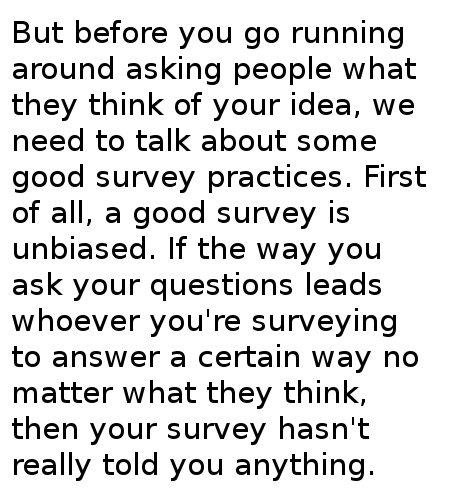 But before you go running
around asking people what
they think of your idea, we
need to talk about some
good survey practices. First
of all, a good survey is
unbiased. If the way you
ask your questions leads
whoever you're surveying
to answer a certain way no
matter what they think,
then your survey hasn't
really told you anything.